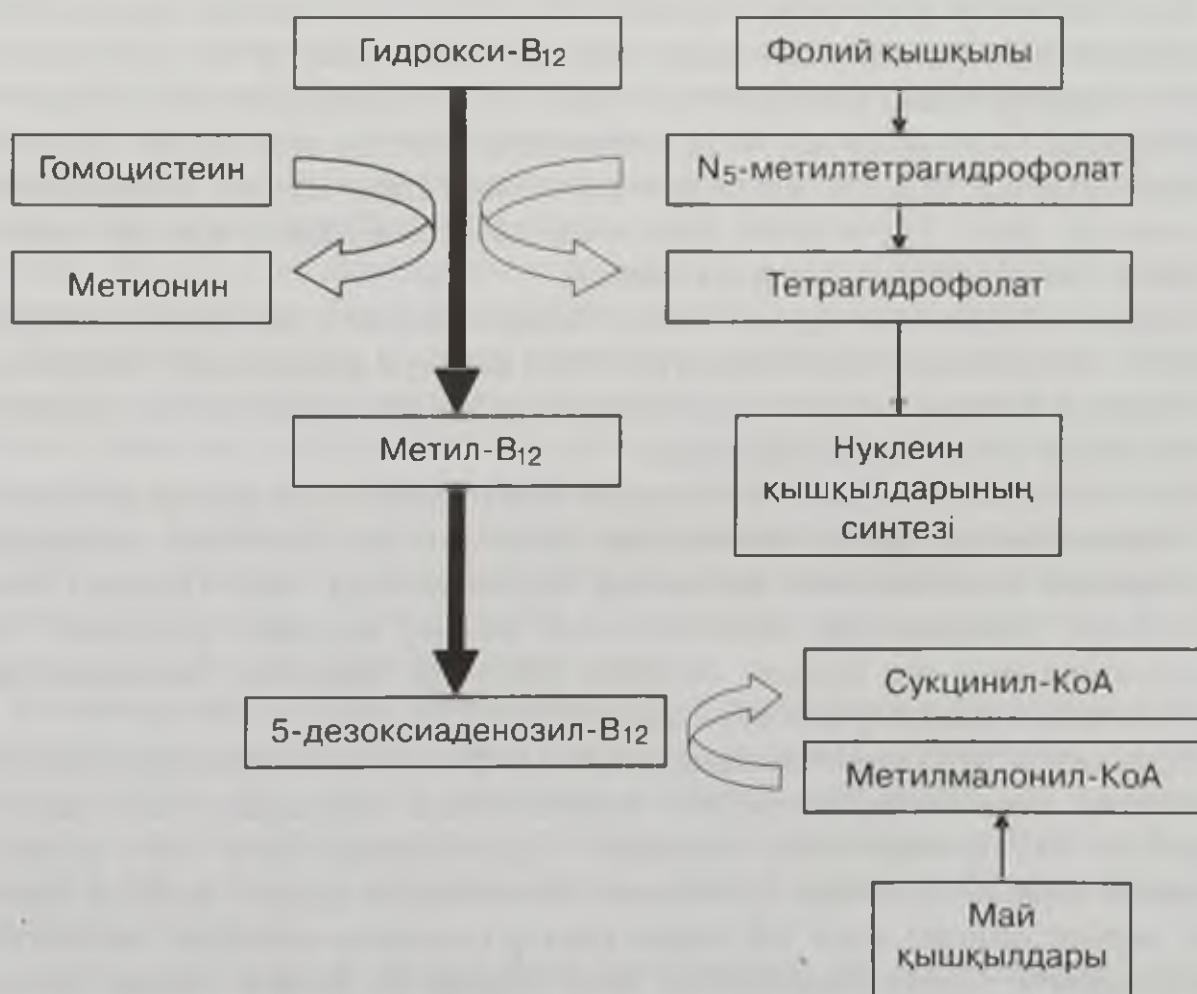 Гидрокси-B₁₂
Фолий қышқылы
Гомоцистеин
N₅-метилтетрагидрофолат
Метионин
Тетрагидрофолат
Метил-B₁₂
Нуклеин
қышқылдарының
синтезі
Сукцинил-КоА
5-дезоксиаденозил-B₁₂
Метилмалонил-КоА
Май
қышқылдары